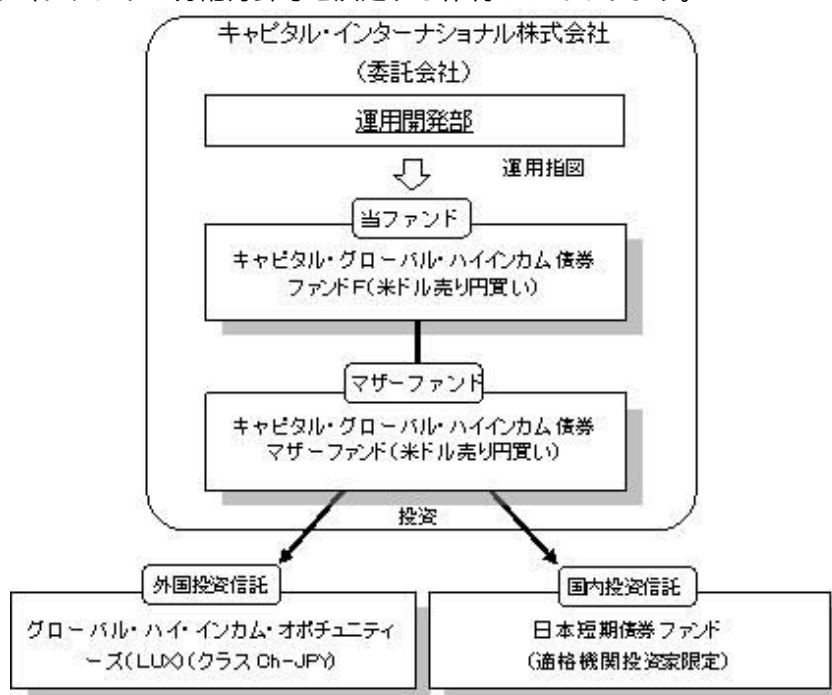 キャピタル・インターナショナル株式会社
（委託会社）
運用開発部
運用指図
当ファンド
キャピタル・グローバル・ハイインカム債券
ファンドF（米ドル売り円買い）
マザーファンド
キャピタル・グローバル・ハイインカム債券
マザーファンド（米ドル売り円買い）
投資
外国投資信託
国内投資信託
グローバル・ハイ・インカム・オポチュニティ
ーズ（LUX）（クラスCh-JPY）
日本短期債券ファンド
（適格機関投資家限定）